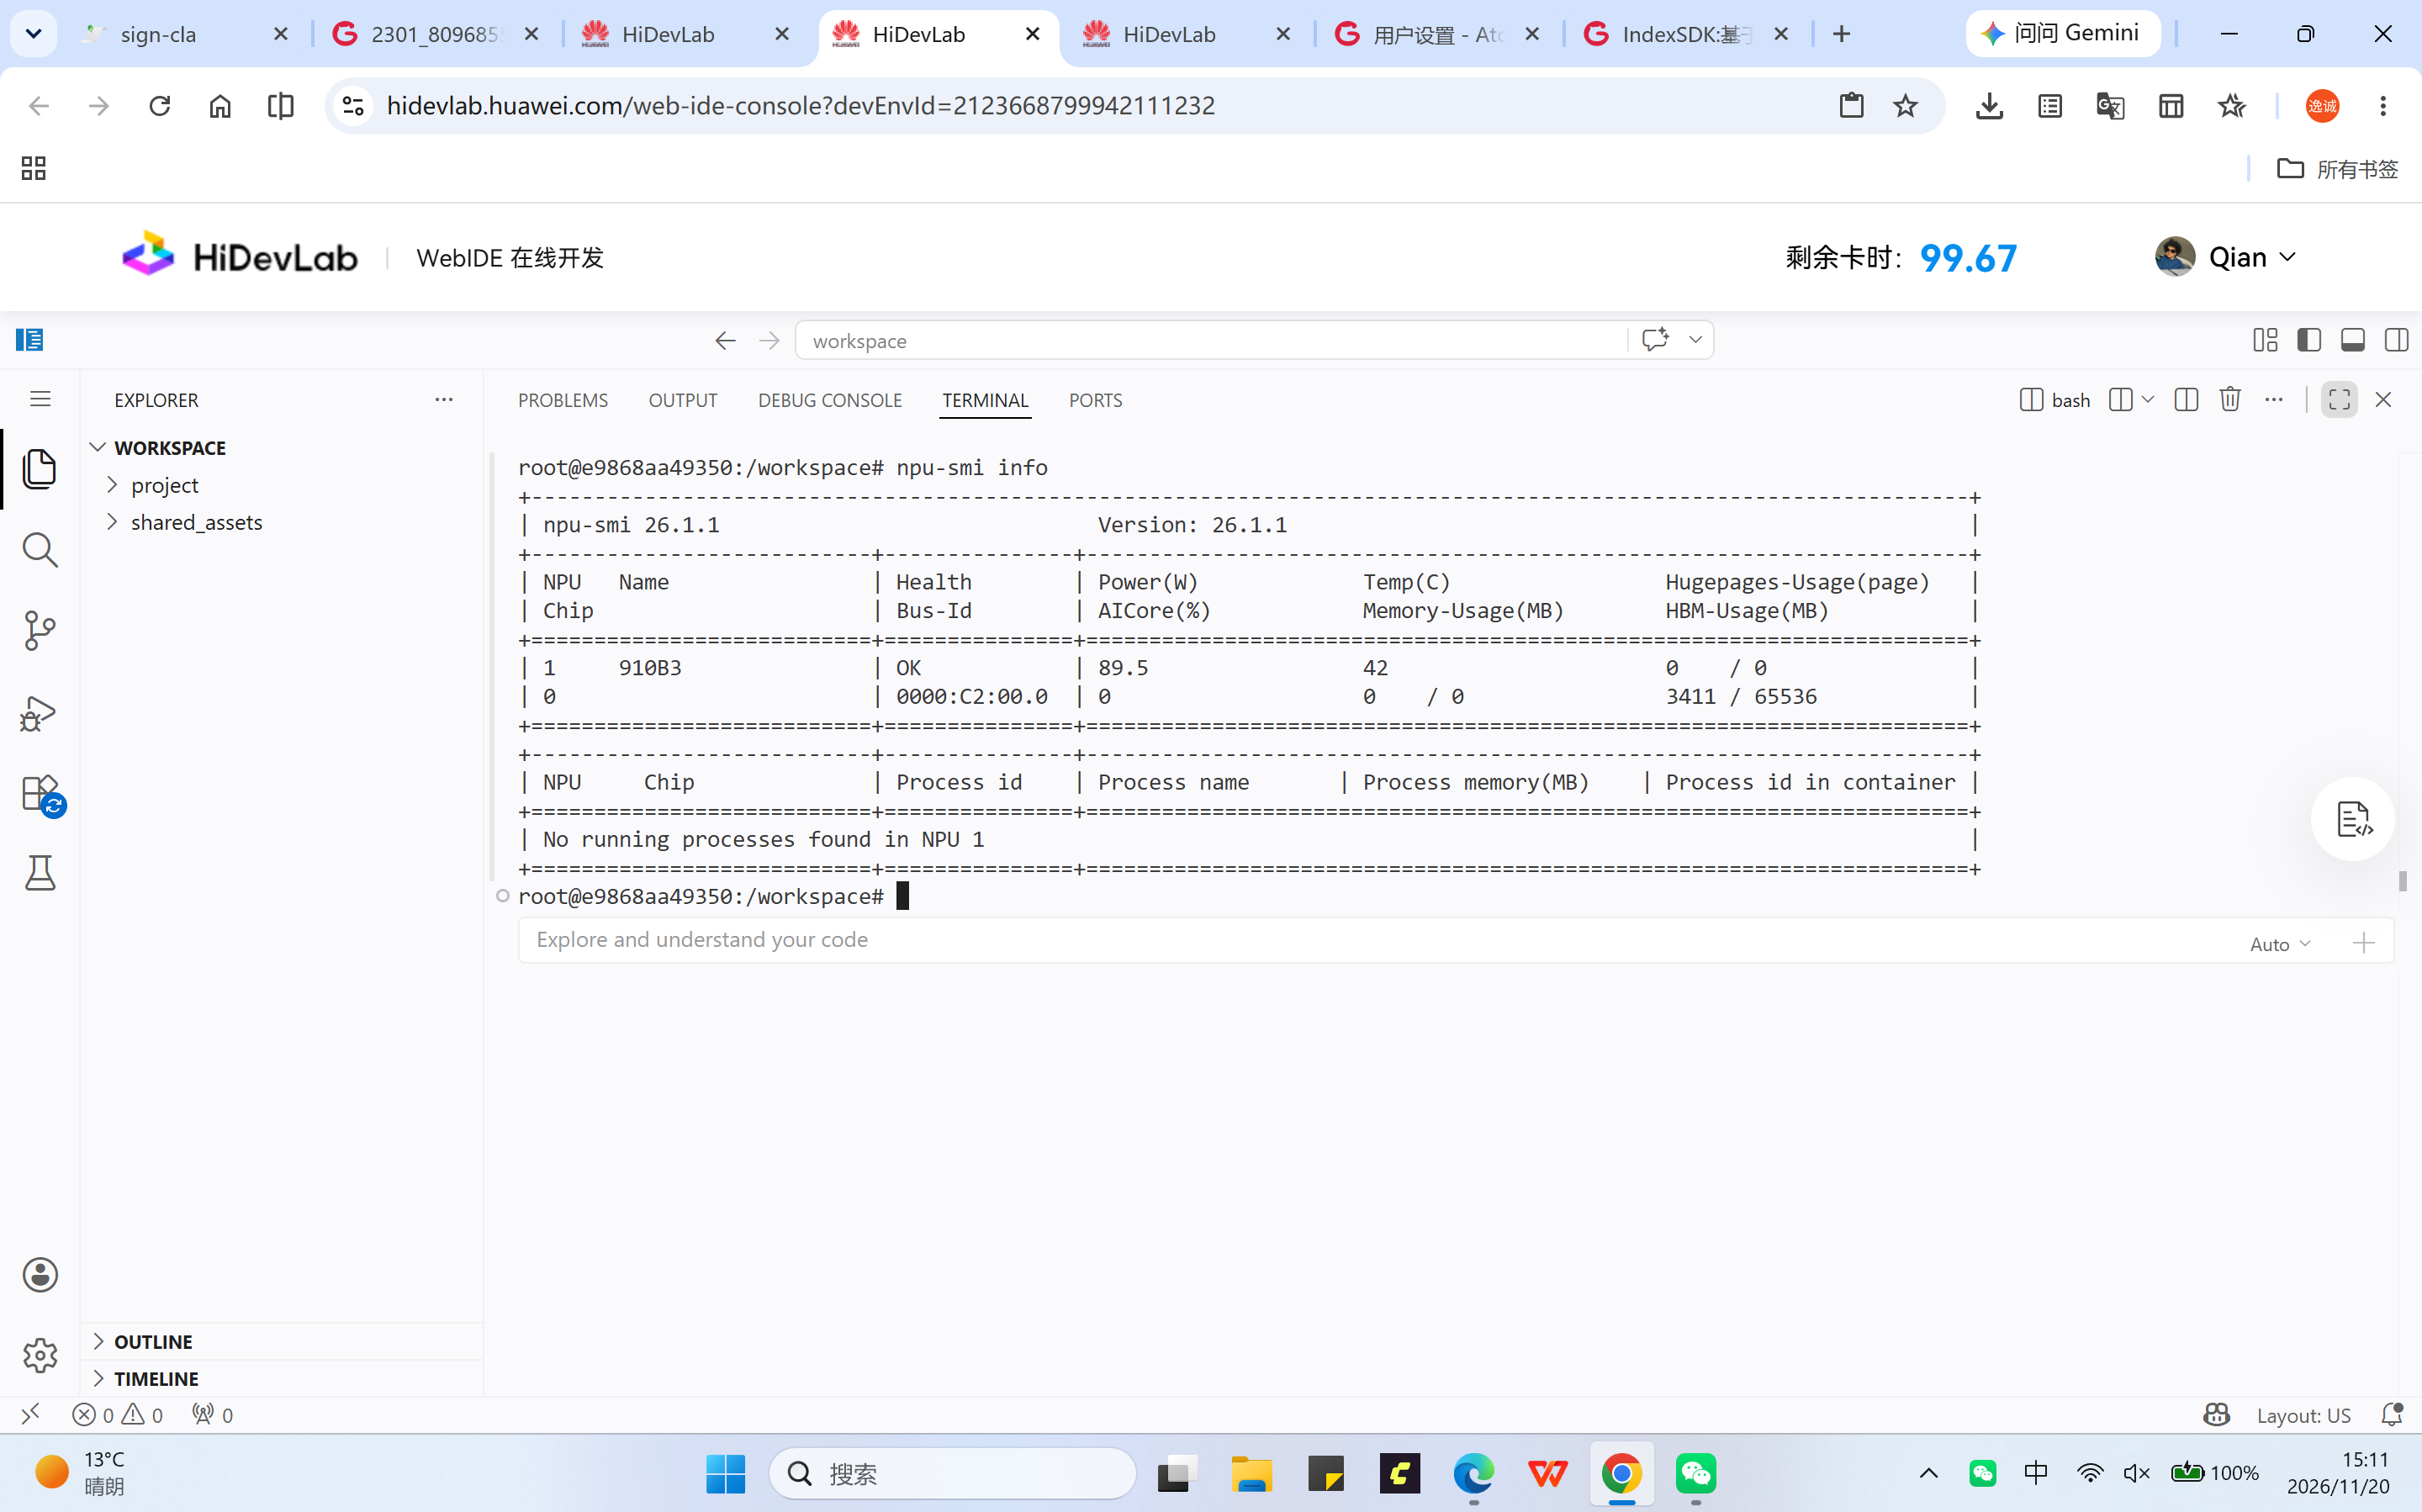 sign-cla
2301_809685
HiDevLab
HiDevLab
HiDevLab
用户设置 - Ato
IndexSDK:基于
问问 Gemini
hidevlab.huawei.com/web-ide-console?devEnvId=2123668799942111232
逸诚
所有书签
HiDevLab
WebIDE 在线开发
剩余卡时：99.67
Qian
workspace
EXPLORER
WORKSPACE
project
shared_assets
OUTLINE
TIMELINE
PROBLEMS OUTPUT DEBUG CONSOLE TERMINAL PORTS
bash
root@e9868aa49350:/workspace# npu-smi info
+------------------------------------------------------------------------------------------------------------------+
| npu-smi 26.1.1                              Version: 26.1.1                                                      |
+---------------------------+---------------+----------------------------------------------------------------------+
| NPU   Name                | Health        | Power(W)             Temp(C)                 Hugepages-Usage(page)   |
| Chip                      | Bus-Id        | AICore(%)            Memory-Usage(MB)        HBM-Usage(MB)           |
+===========================+===============+======================================================================+
| 1     910B3               | OK            | 89.5                 42                      0    / 0                |
| 0                         | 0000:C2:00.0  | 0                    0    / 0                3411 / 65536            |
+===========================+===============+======================================================================+
+---------------------------+---------------+----------------------------------------------------------------------+
| NPU     Chip              | Process id    | Process name       | Process memory(MB)    | Process id in container |
+===========================+===============+======================================================================+
| No running processes found in NPU 1                                                                              |
+===========================+===============+======================================================================+
root@e9868aa49350:/workspace#
Explore and understand your code
Auto
0 0 0
Layout: US
13°C
晴朗
搜索
中
100%
15:11
2026/11/20